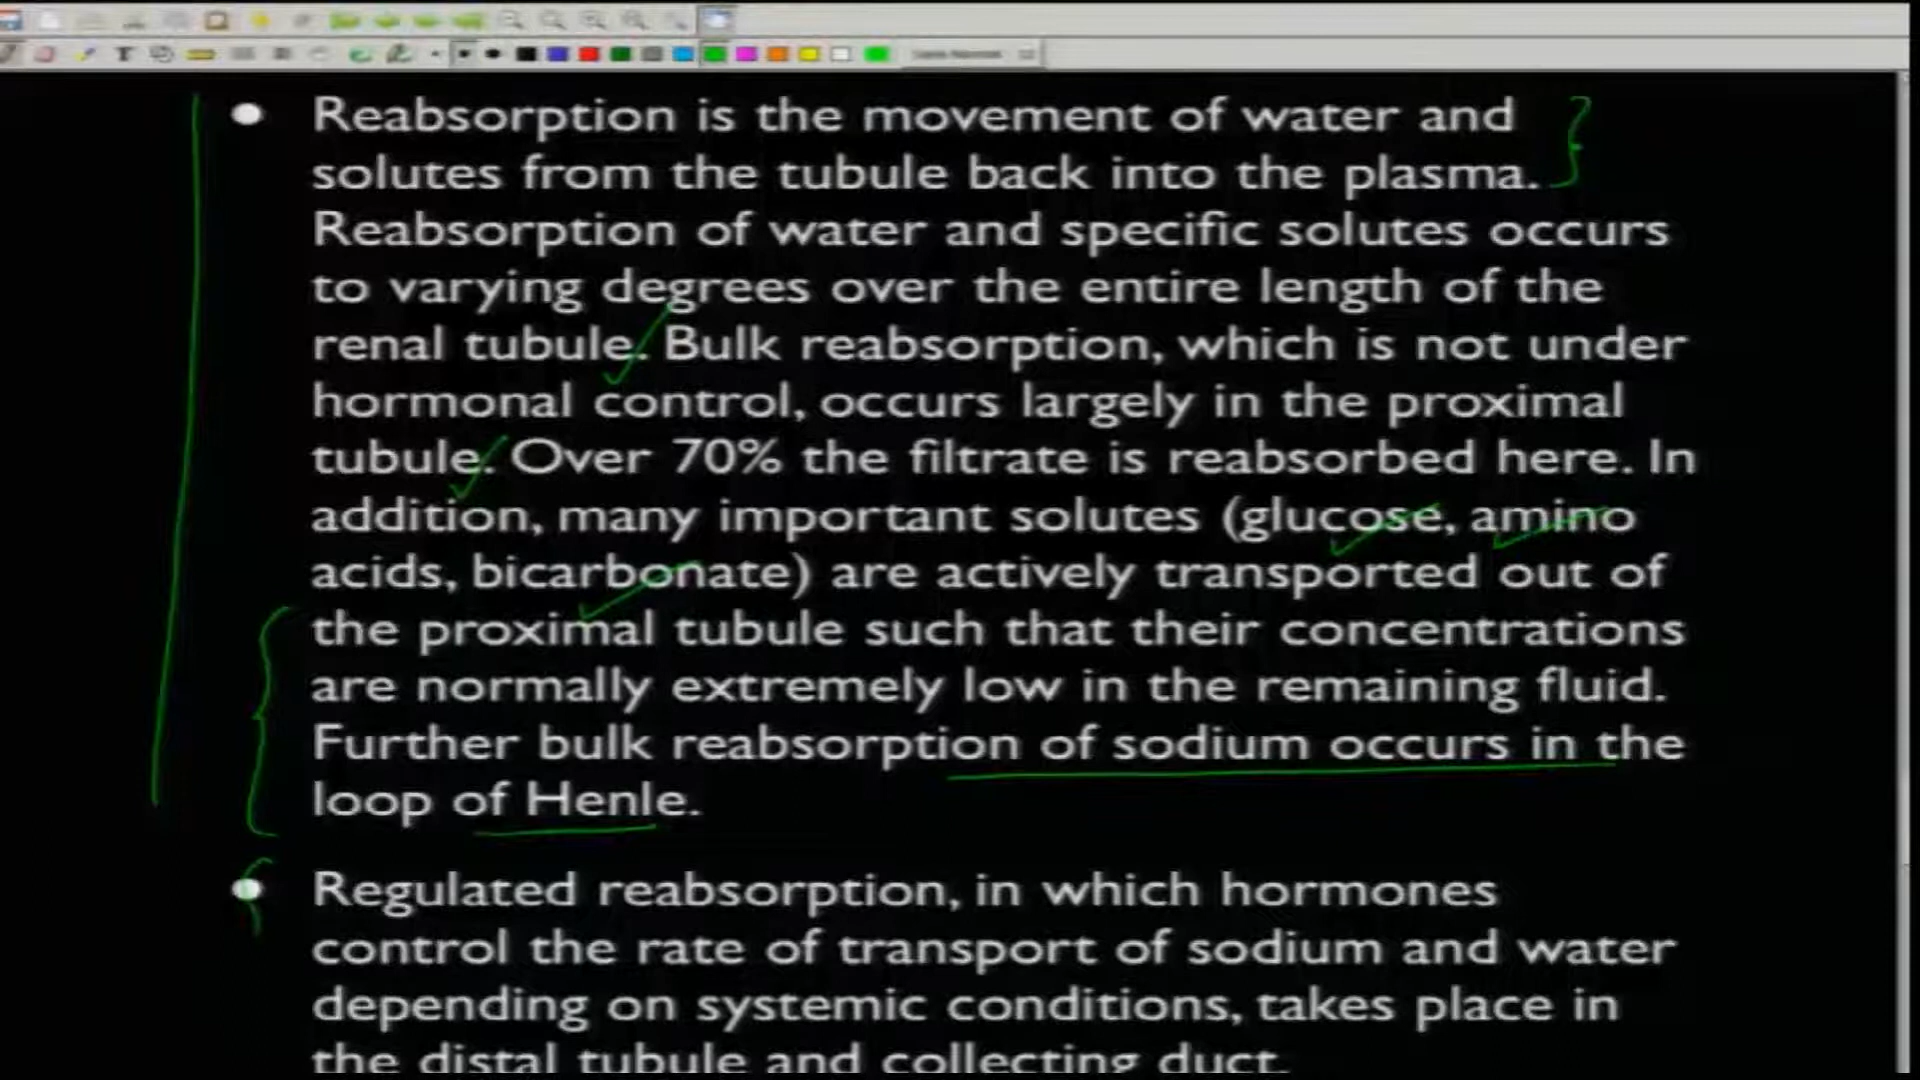 • Reabsorption is the movement of water and
solutes from the tubule back into the plasma.
Reabsorption of water and specific solutes occurs
to varying degrees over the entire length of the
renal tubule. Bulk reabsorption, which is not under
hormonal control, occurs largely in the proximal
tubule. Over 70% the filtrate is reabsorbed here. In
addition, many important solutes (glucose, amino
acids, bicarbonate) are actively transported out of
the proximal tubule such that their concentrations
are normally extremely low in the remaining fluid.
Further bulk reabsorption of sodium occurs in the
loop of Henle.
• Regulated reabsorption, in which hormones
control the rate of transport of sodium and water
depending on systemic conditions, takes place in
the distal tubule and collecting duct.